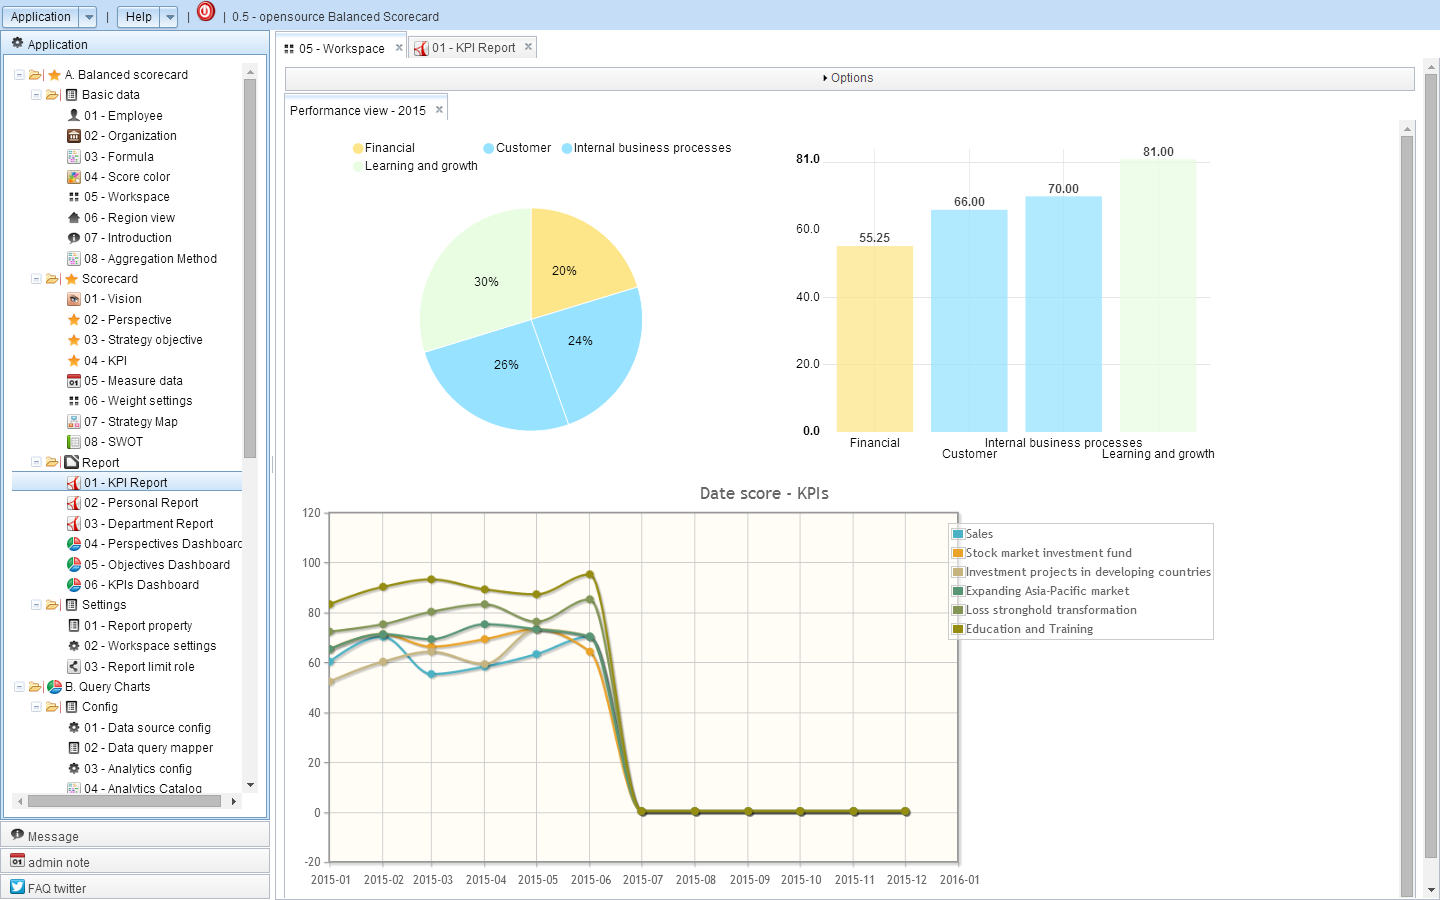 Application | Help | | 0.5 - opensource Balanced Scorecard
Application
A. Balanced scorecard
Basic data
01 - Employee
02 - Organization
03 - Formula
04 - Score color
05 - Workspace
06 - Region view
07 - Introduction
08 - Aggregation Method
Scorecard
01 - Vision
02 - Perspective
03 - Strategy objective
04 - KPI
05 - Measure data
06 - Weight settings
07 - Strategy Map
08 - SWOT
Report
01 - KPI Report
02 - Personal Report
03 - Department Report
04 - Perspectives Dashboard
05 - Objectives Dashboard
06 - KPIs Dashboard
Settings
01 - Report property
02 - Workspace settings
03 - Report limit role
B. Query Charts
Config
01 - Data source config
02 - Data query mapper
03 - Analytics config
04 - Analytics Catalog
Message
admin note
FAQ twitter
05 - Workspace
01 - KPI Report
Options
Performance view - 2015
Financial Customer Internal business processes
Learning and growth
20%
24%
26%
30%
81.0
60.0
40.0
20.0
0.0
55.25
66.00
70.00
81.00
Financial
Customer
Internal business processes
Learning and growth
Date score - KPIs
120
100
80
60
40
20
0
-20
2015-01 2015-02 2015-03 2015-04 2015-05 2015-06 2015-07 2015-08 2015-09 2015-10 2015-11 2015-12 2016-01
Sales
Stock market investment fund
Investment projects in developing countries
Expanding Asia-Pacific market
Loss stronghold transformation
Education and Training